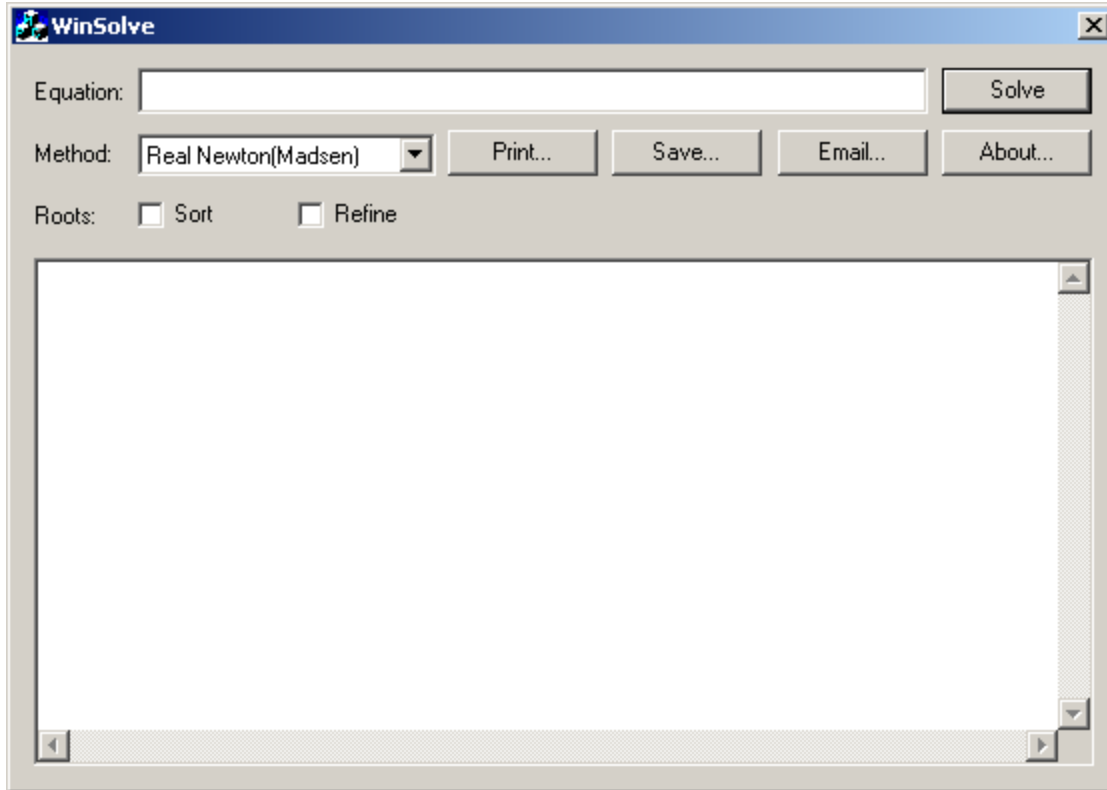 WinSolve
Equation: Solve
Method: Real Newton(Madsen) Print... Save... Email... About...
Roots: Sort Refine